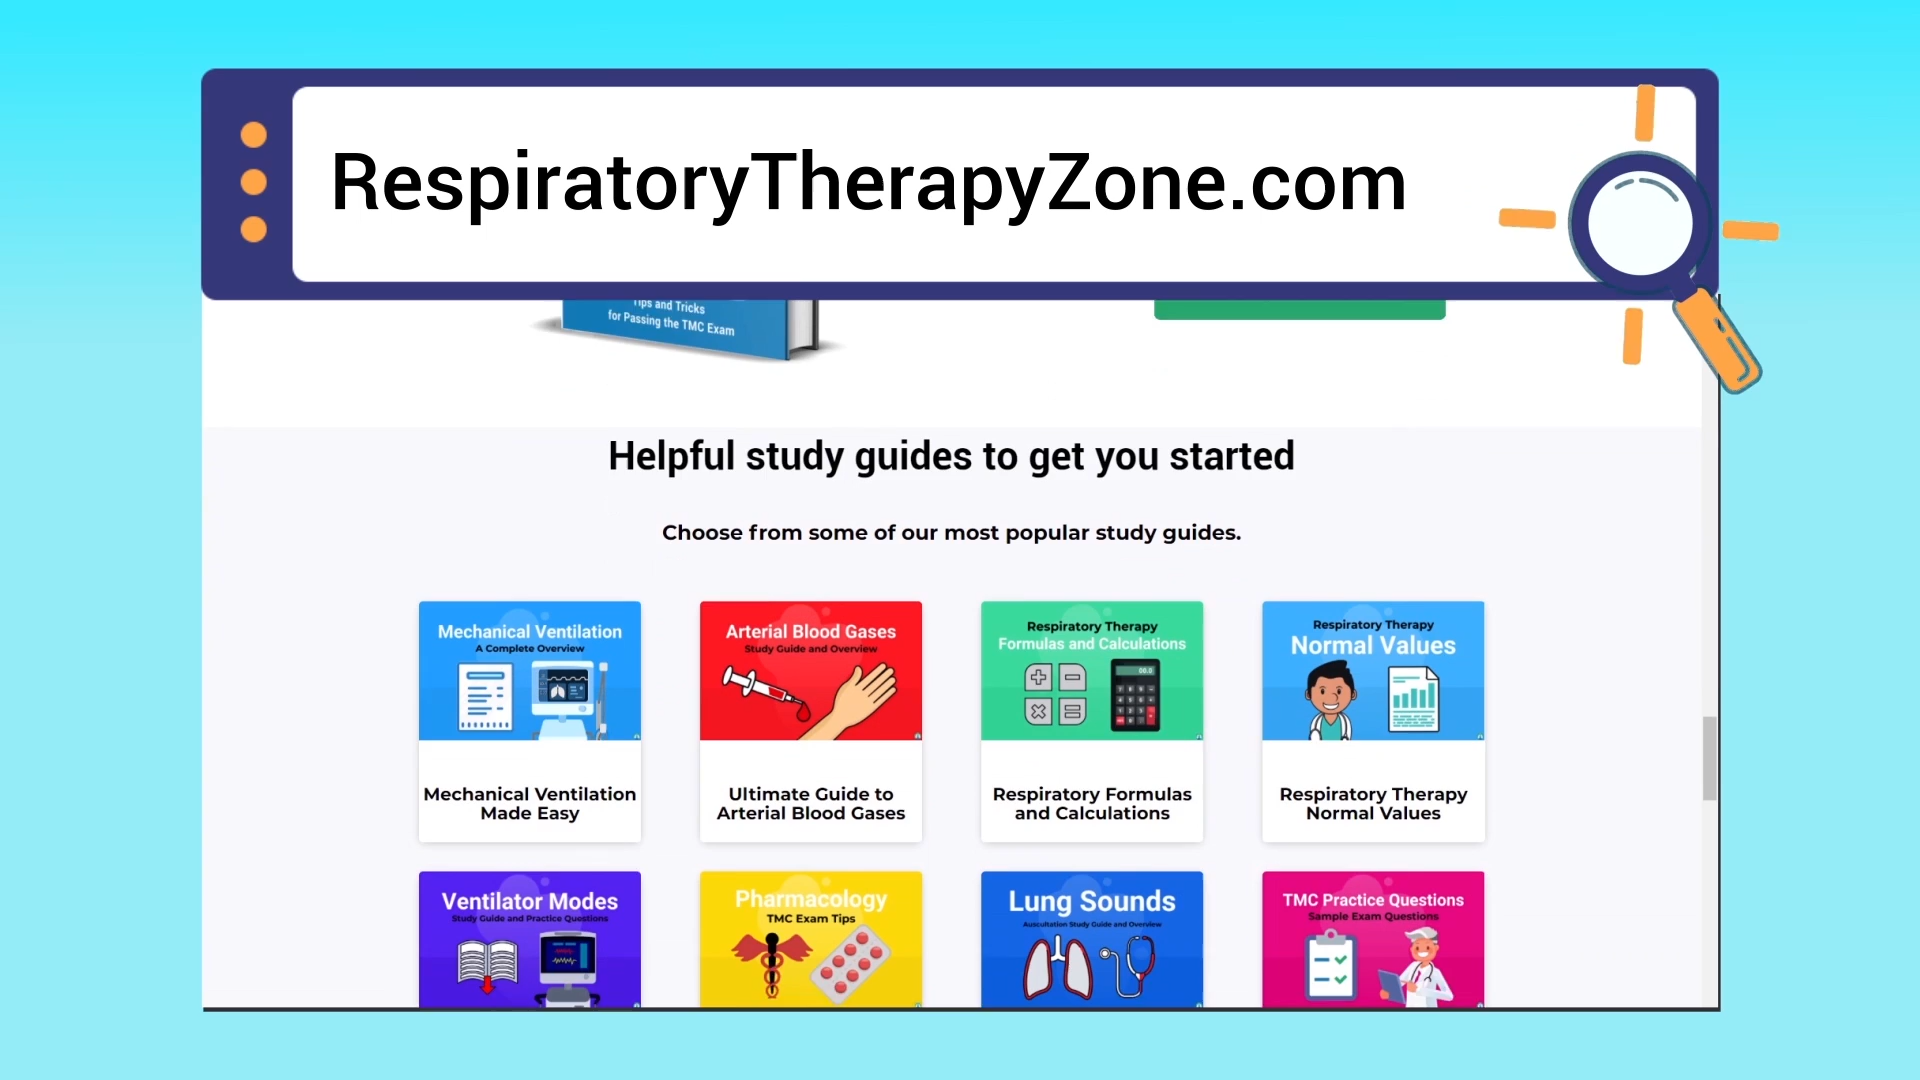 RespiratoryTherapyZone.com
Tips and Tricks
for Passing the TMC Exam
Helpful study guides to get you started
Choose from some of our most popular study guides.
Mechanical Ventilation
A Complete Overview
Mechanical Ventilation
Made Easy
Arterial Blood Gases
Study Guide and Overview
Ultimate Guide to
Arterial Blood Gases
Respiratory Therapy
Formulas and Calculations
Respiratory Formulas
and Calculations
Respiratory Therapy
Normal Values
Respiratory Therapy
Normal Values
Ventilator Modes
Study Guide and Practice Questions
Pharmacology
TMC Exam Tips
Lung Sounds
Auscultation Study Guide and Overview
TMC Practice Questions
Sample Exam Questions